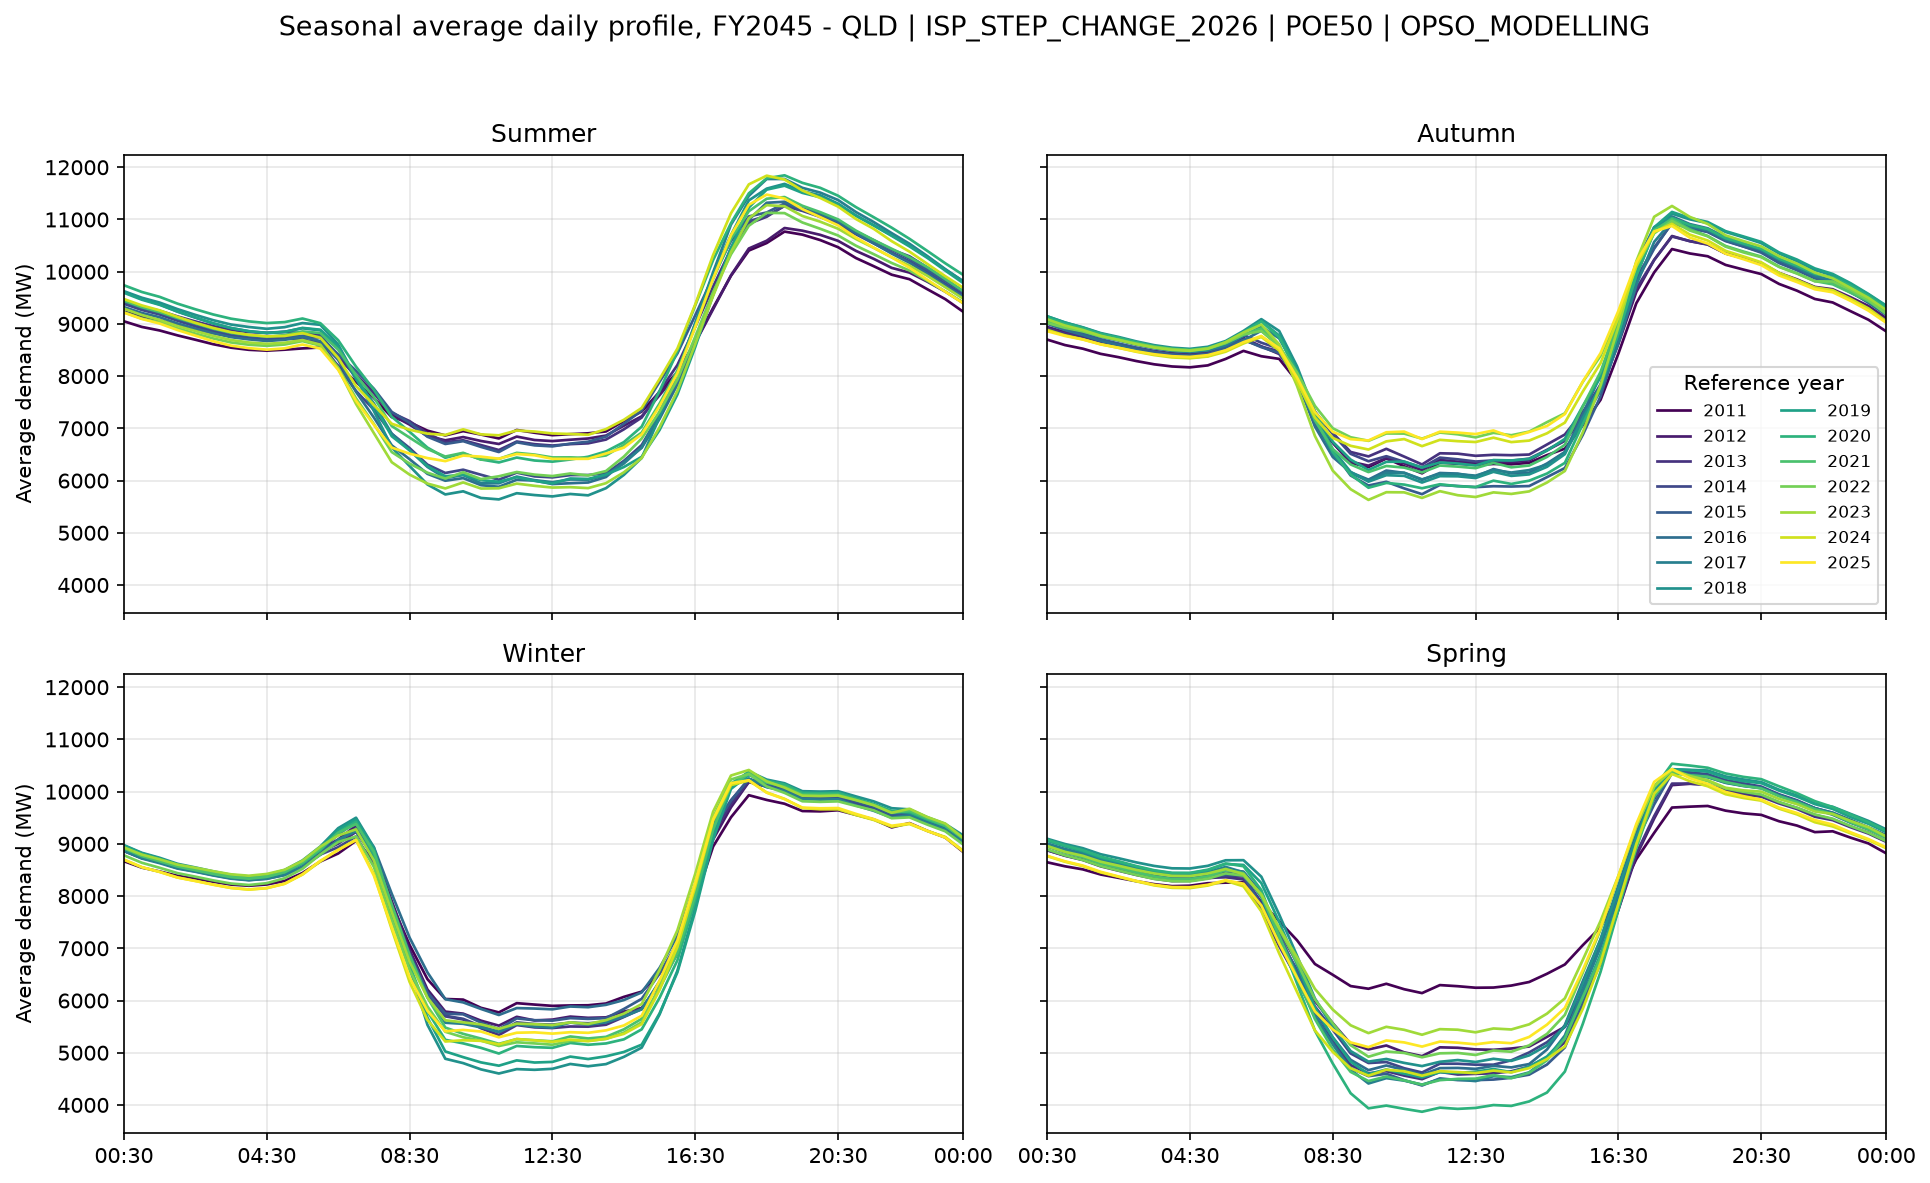 Seasonal average daily profile, FY2045 - QLD | ISP_STEP_CHANGE_2026 | POE50 | OPSO_MODELLING
Summer
Autumn
Average demand (MW)
12000
11000
10000
9000
8000
7000
6000
5000
4000
Reference year
2011 2019
2012 2020
2013 2021
2014 2022
2015 2023
2016 2024
2017 2025
2018
Winter
Spring
Average demand (MW)
12000
11000
10000
9000
8000
7000
6000
5000
4000
00:30 04:30 08:30 12:30 16:30 20:30 00:00
00:30 04:30 08:30 12:30 16:30 20:30 00:00